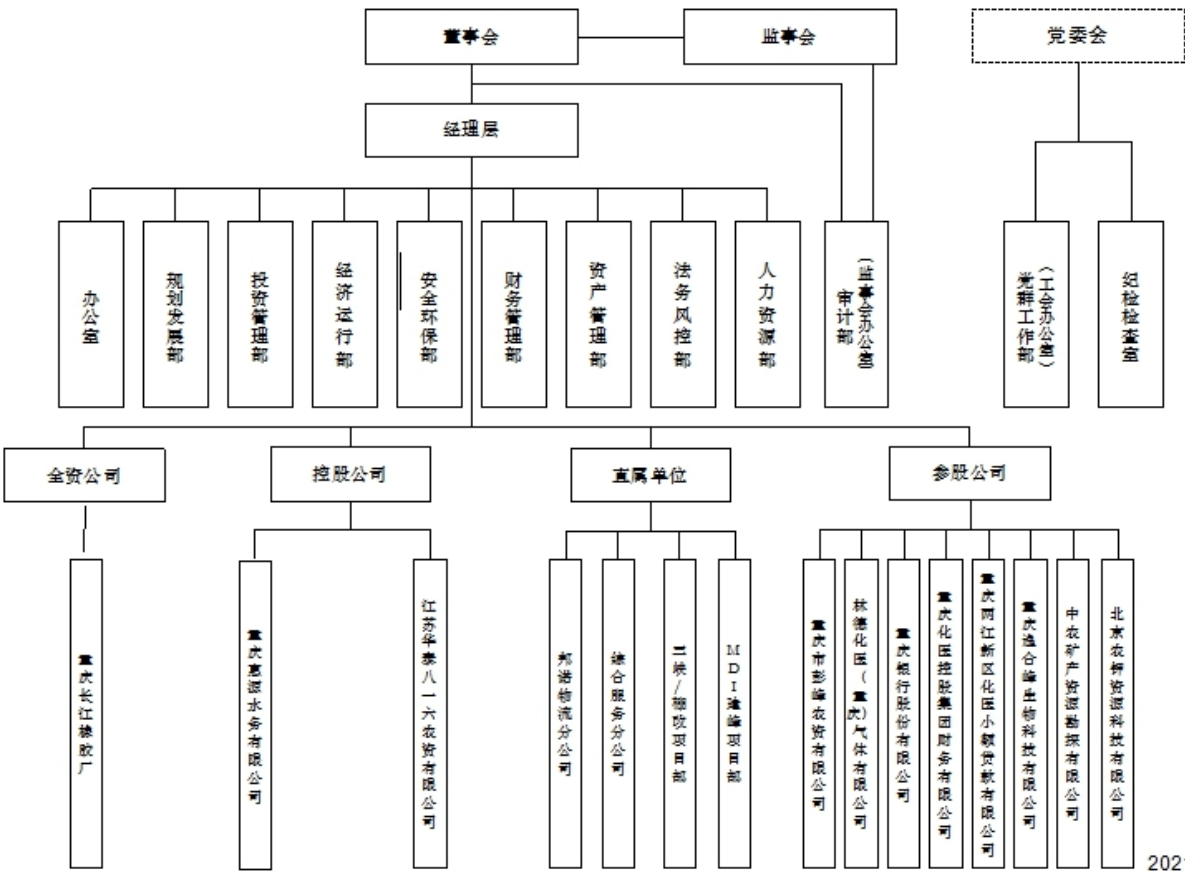 董事会
监事会
党委会
经理层
办公室
规划发展部
投资管理部
经济运行部
安全环保部
财务管理部
资产管理部
法务风控部
人力资源部
审计部
（监事会办公室）
党群工作部
（工会办公室）
纪检检查室
全资公司
控股公司
直属单位
参股公司
重庆长江橡胶厂
重庆惠源水务有限公司
江苏华泰八一六农资有限公司
邦诺物流分公司
综合服务分公司
三峡/棚改项目部
MDI建峰项目部
重庆市彭峰农资有限公司
林德化医（重庆）气体有限公司
重庆银行股份有限公司
重庆化医控股集团财务有限公司
重庆两江新区化医小额贷款有限公司
重庆逸合峰生物科技有限公司
中农矿产资源勘探有限公司
北京农钾资源科技有限公司
2021